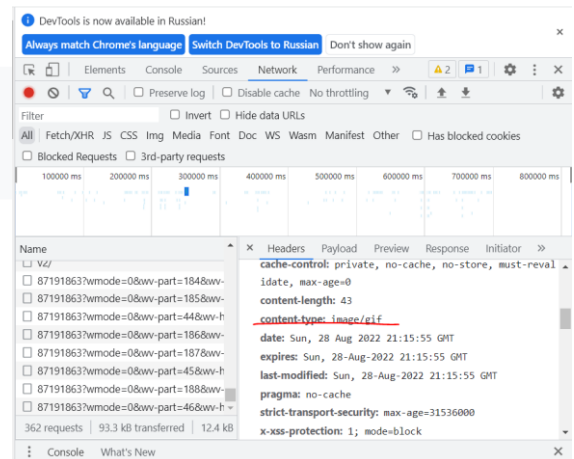 DevTools is now available in Russian!
Always match Chrome's language Switch DevTools to Russian Don't show again
Elements Console Sources Network Performance » 2 1
Preserve log Disable cache No throttling
Filter Invert Hide data URLs
All Fetch/XHR JS CSS Img Media Font Doc WS Wasm Manifest Other Has blocked cookies
Blocked Requests 3rd-party requests
100000 ms 200000 ms 300000 ms 400000 ms 500000 ms 600000 ms 700000 ms 800000 ms
Name
v2/
87191863?wmode=0&wv-part=184&wv-
87191863?wmode=0&wv-part=185&wv-
87191863?wmode=0&wv-part=44&wv-h
87191863?wmode=0&wv-part=186&wv-
87191863?wmode=0&wv-part=187&wv-
87191863?wmode=0&wv-part=45&wv-h
87191863?wmode=0&wv-part=188&wv-
87191863?wmode=0&wv-part=46&wv-h
362 requests 93.3 kB transferred 12.4 kB
Headers Payload Preview Response Initiator »
cache-control: private, no-cache, no-store, must-reval
idate, max-age=0
content-length: 43
content-type: image/gif
date: Sun, 28 Aug 2022 21:15:55 GMT
expires: Sun, 28-Aug-2022 21:15:55 GMT
last-modified: Sun, 28-Aug-2022 21:15:55 GMT
pragma: no-cache
strict-transport-security: max-age=31536000
x-xss-protection: 1; mode=block
Console What's New